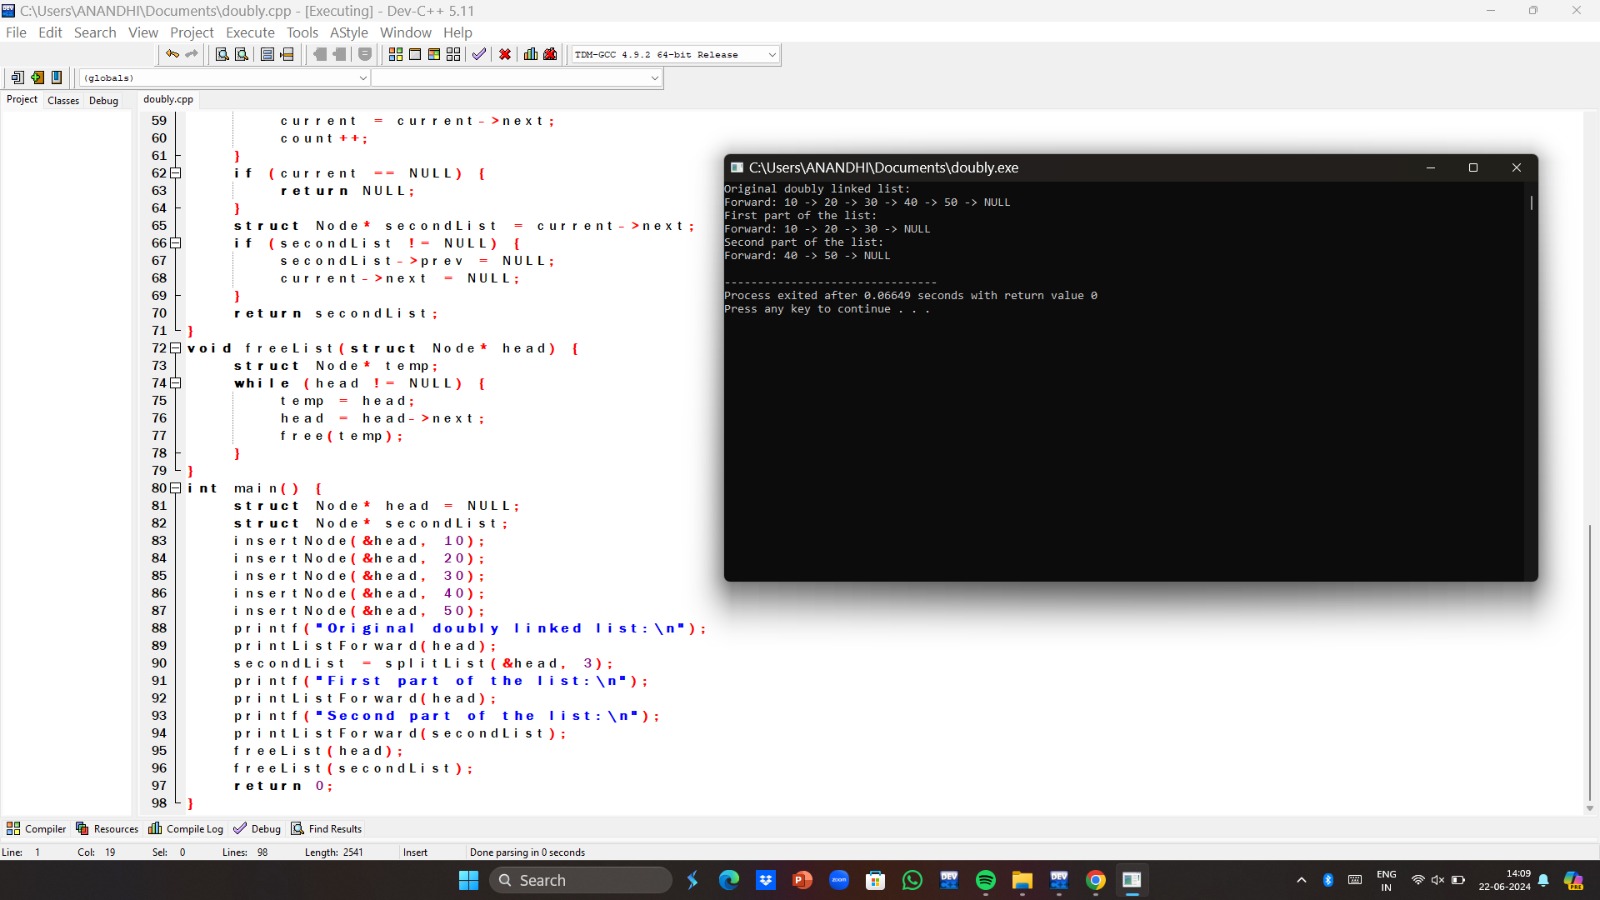 C:\Users\ANANDHI\Documents\doubly.cpp - [Executing] - Dev-C++ 5.11
File Edit Search View Project Execute Tools AStyle Window Help
TDM-GCC 4.9.2 64-bit Release
(globals)
Project Classes Debug doubly.cpp
59 current = current->next;
60 count++;
61 }
62 if (current == NULL) {
63 return NULL;
64 }
65 struct Node* secondList = current->next;
66 if (secondList != NULL) {
67 secondList->prev = NULL;
68 current->next = NULL;
69 }
70 return secondList;
71 }
72 void freeList(struct Node* head) {
73 struct Node* temp;
74 while (head != NULL) {
75 temp = head;
76 head = head->next;
77 free(temp);
78 }
79 }
80 int main() {
81 struct Node* head = NULL;
82 struct Node* secondList;
83 insertNode(&head, 10);
84 insertNode(&head, 20);
85 insertNode(&head, 30);
86 insertNode(&head, 40);
87 insertNode(&head, 50);
88 printf("Original doubly linked list:\n");
89 printListForward(head);
90 secondList = splitList(&head, 3);
91 printf("First part of the list:\n");
92 printListForward(head);
93 printf("Second part of the list:\n");
94 printListForward(secondList);
95 freeList(head);
96 freeList(secondList);
97 return 0;
98 }
C:\Users\ANANDHI\Documents\doubly.exe
Original doubly linked list:
Forward: 10 -> 20 -> 30 -> 40 -> 50 -> NULL
First part of the list:
Forward: 10 -> 20 -> 30 -> NULL
Second part of the list:
Forward: 40 -> 50 -> NULL
--------------------------------
Process exited after 0.06649 seconds with return value 0
Press any key to continue . . .
Compiler Resources Compile Log Debug Find Results
Line: 1 Col: 19 Sel: 0 Lines: 98 Length: 2541 Insert Done parsing in 0 seconds
Search
zoom
DEV
DEV
ENG
IN
14:09
22-06-2024
PRE